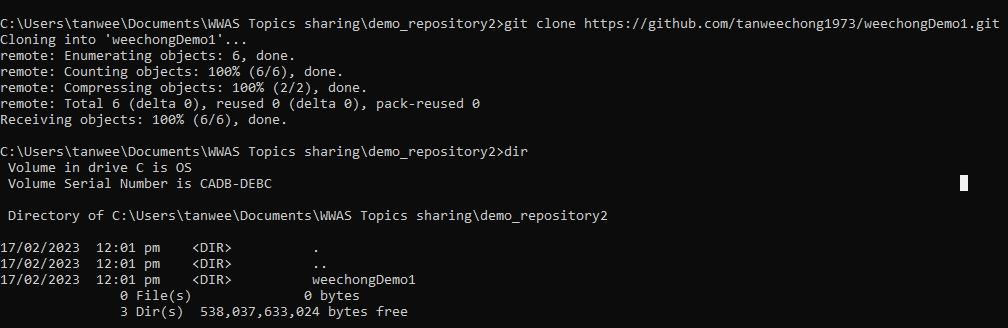 C:\Users\tanwee\Documents\WWAS Topics sharing\demo_repository2>git clone https://github.com/tanweechong1973/weechongDemo1.git
Cloning into 'weechongDemo1'...
remote: Enumerating objects: 6, done.
remote: Counting objects: 100% (6/6), done.
remote: Compressing objects: 100% (2/2), done.
remote: Total 6 (delta 0), reused 0 (delta 0), pack-reused 0
Receiving objects: 100% (6/6), done.
C:\Users\tanwee\Documents\WWAS Topics sharing\demo_repository2>dir
Volume in drive C is OS
Volume Serial Number is CADB-DEBC
Directory of C:\Users\tanwee\Documents\WWAS Topics sharing\demo_repository2
17/02/2023  12:01 pm    <DIR>          .
17/02/2023  12:01 pm    <DIR>          ..
17/02/2023  12:01 pm    <DIR>          weechongDemo1
0 File(s)              0 bytes
3 Dir(s)  538,037,633,024 bytes free